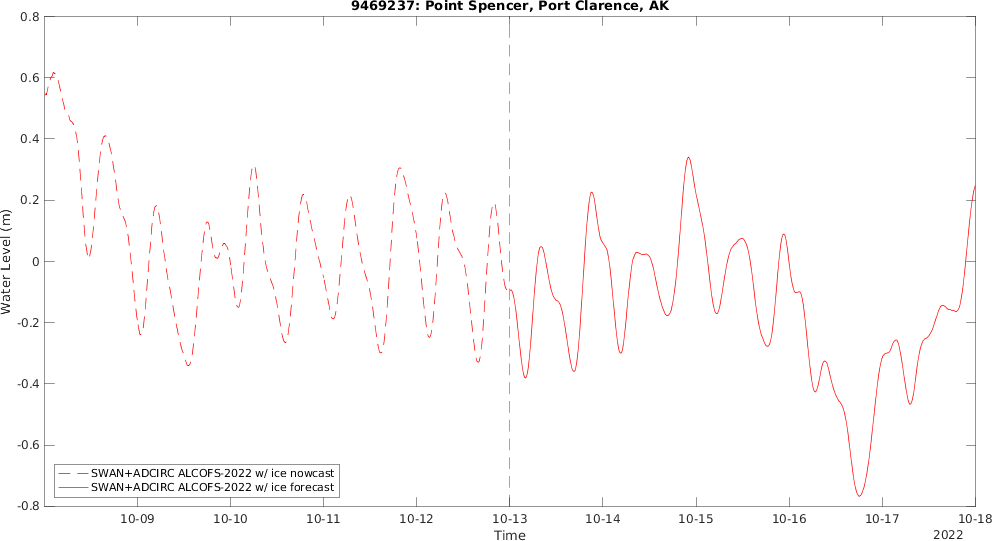 9469237: Point Spencer, Port Clarence, AK
0.8
0.6
0.4
0.2
0
-0.2
-0.4
-0.6
-0.8
Water Level (m)
SWAN+ADCIRC ALCOFS-2022 w/ ice nowcast
SWAN+ADCIRC ALCOFS-2022 w/ ice forecast
10-09 10-10 10-11 10-12 10-13 10-14 10-15 10-16 10-17 10-18
Time
2022